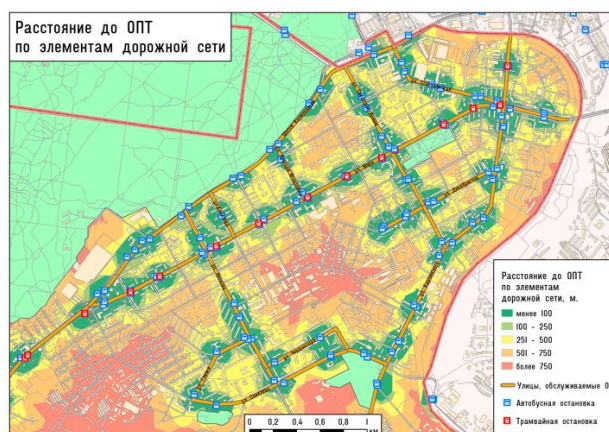 Расстояние до ОПТ
по элементам дорожной сети
Расстояние до ОПТ
по элементам
дорожной сети, м.
менее 100
100 - 250
251 - 500
501 - 750
более 750
Улицы, обслуживаемые О
Автобусная остановка
Трамвайная остановка
0 0,2 0,4 0,6 0,8 1
км